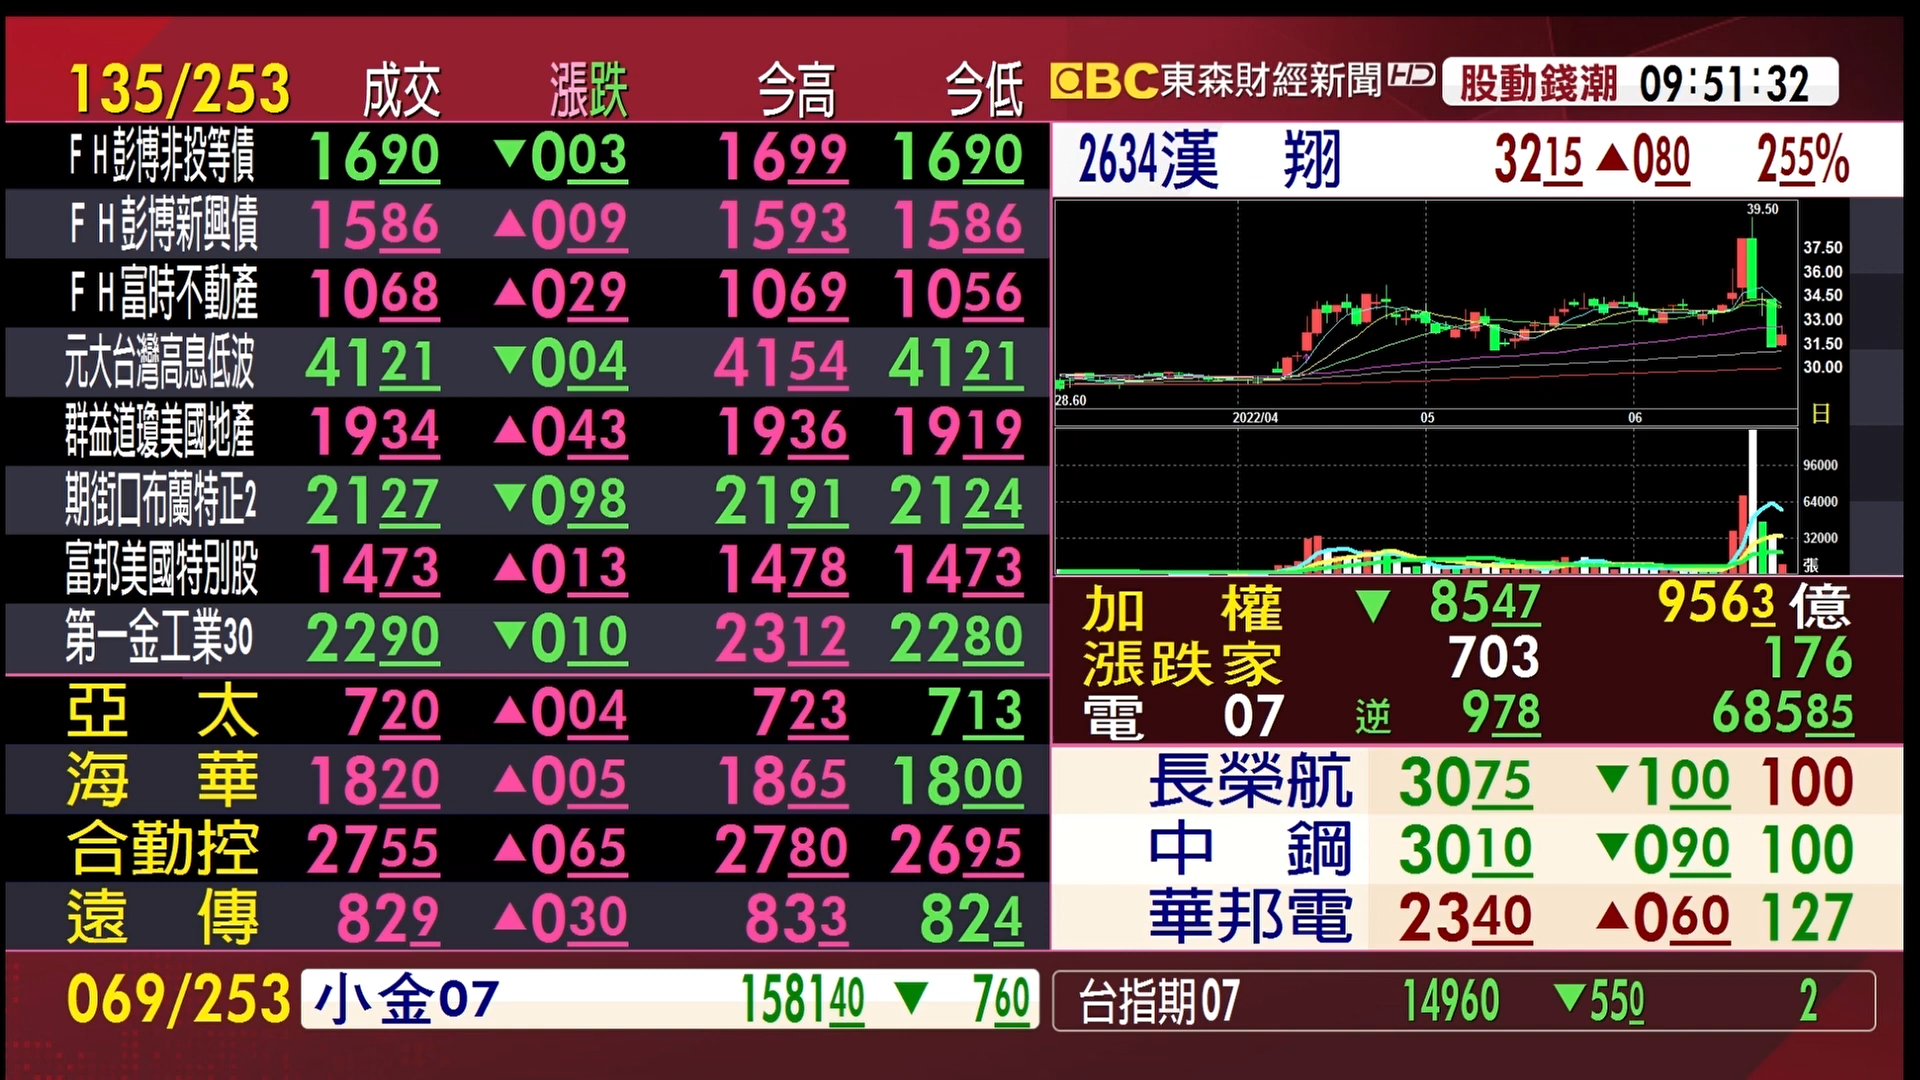 135/253 成交 漲跌 今高 今低
FH彭博非投等債 1690 ▼003 1699 1690
FH彭博新興債 1586 ▲009 1593 1586
FH富時不動產 1068 ▲029 1069 1056
元大台灣高息低波 4121 ▼004 4154 4121
群益道瓊美國地產 1934 ▲043 1936 1919
期街口布蘭特正2 2127 ▼098 2191 2124
富邦美國特別股 1473 ▲013 1478 1473
第一金工業30 2290 ▼010 2312 2280
亞太 720 ▲004 723 713
海華 1820 ▲005 1865 1800
合勤控 2755 ▲065 2780 2695
遠傳 829 ▲030 833 824
069/253 小金07 158140 ▼ 760
EBC東森財經新聞HD 股動錢潮 09:51:32
2634漢翔 3215 ▲080 255%
39.50
37.50
36.00
34.50
33.00
31.50
30.00
28.60
2022/04 05 06 日
96000
64000
32000
張
加權 ▼ 8547 9563 億
漲跌家 703 176
電07 逆 978 68585
長榮航 3075 ▼100 100
中鋼 3010 ▼090 100
華邦電 2340 ▲060 127
台指期07 14960 ▼550 2